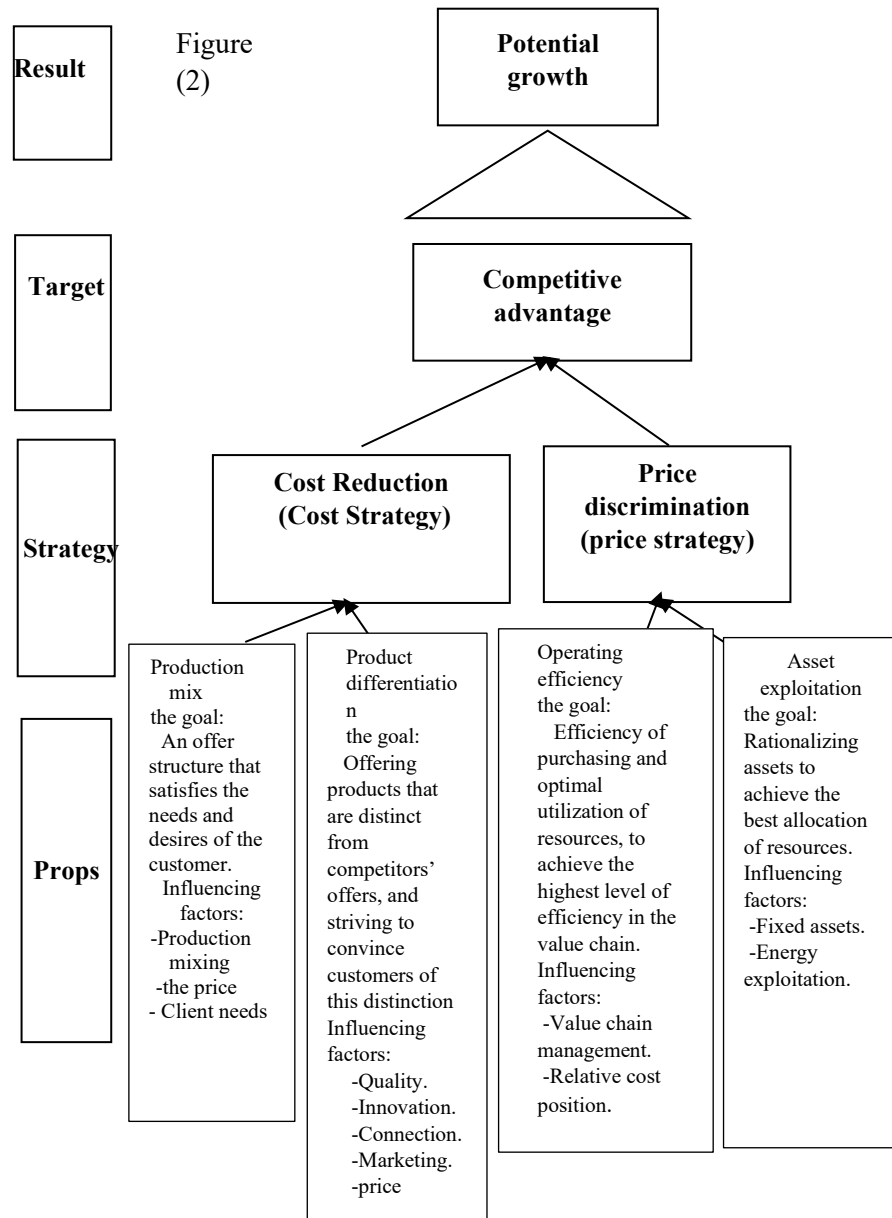 Result
Figure
(2)
Potential
growth
Target
Competitive
advantage
Strategy
Cost Reduction
(Cost Strategy)
Price
discrimination
(price strategy)
Props
Production
mix
the goal:
An offer
structure that
satisfies the
needs and
desires of the
customer.
Influencing
factors:
-Production
mixing
-the price
- Client needs
Product
differentiatio
n
the goal:
Offering
products that
are distinct
from
competitors’
offers, and
striving to
convince
customers of
this distinction
Influencing
factors:
-Quality.
-Innovation.
-Connection.
-Marketing.
-price
Operating
efficiency
the goal:
Efficiency of
purchasing and
optimal
utilization of
resources, to
achieve the
highest level of
efficiency in the
value chain.
Influencing
factors:
-Value chain
management.
-Relative cost
position.
Asset
exploitation
the goal:
Rationalizing
assets to
achieve the
best allocation
of resources.
Influencing
factors:
-Fixed assets.
-Energy
exploitation.